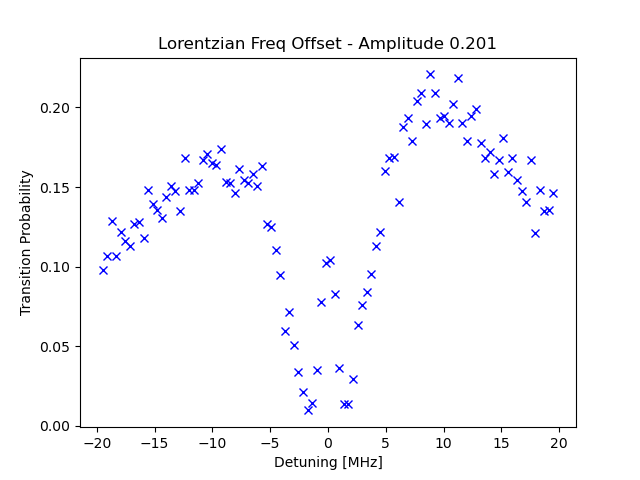 Lorentzian Freq Offset - Amplitude 0.201
Transition Probability
0.20
0.15
0.10
0.05
0.00
−20 −15 −10 −5 0 5 10 15 20
Detuning [MHz]